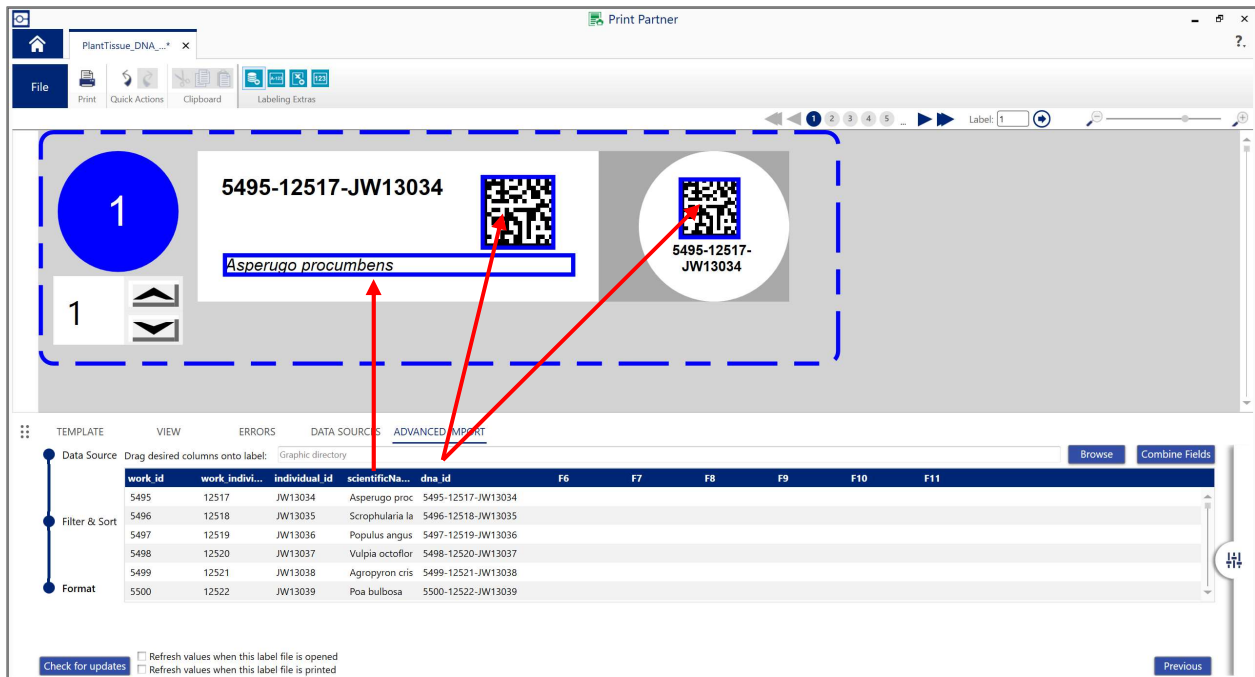 Print Partner
PlantTissue_DNA_...* ×
?.
File
Print Quick Actions Clipboard Labeling Extras
A-123 123
1 2 3 4 5 ... Label: 1
1
5495-12517-JW13034
Asperugo procumbens
5495-12517-
JW13034
1
TEMPLATE VIEW ERRORS DATA SOURCES ADVANCED IMPORT
Data Source Drag desired columns onto label: Graphic directory Browse Combine Fields
work_id work_indivi... individual_id scientificNa... dna_id F6 F7 F8 F9 F10 F11
5495 12517 JW13034 Asperugo proc 5495-12517-JW13034
5496 12518 JW13035 Scrophularia la 5496-12518-JW13035
Filter & Sort
5497 12519 JW13036 Populus angus 5497-12519-JW13036
5498 12520 JW13037 Vulpia octoflor 5498-12520-JW13037
5499 12521 JW13038 Agropyron cris 5499-12521-JW13038
Format
5500 12522 JW13039 Poa bulbosa 5500-12522-JW13039
Check for updates
Refresh values when this label file is opened
Refresh values when this label file is printed
Previous